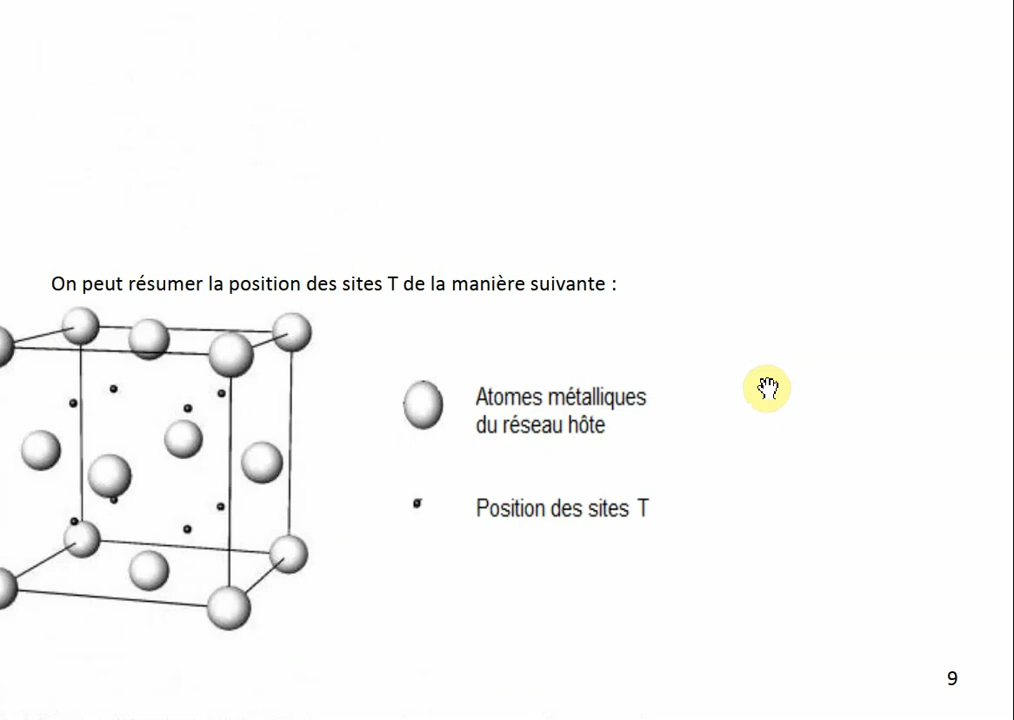 On peut résumer la position des sites T de la manière suivante :
Atomes métalliques
du réseau hôte
Position des sites T
9